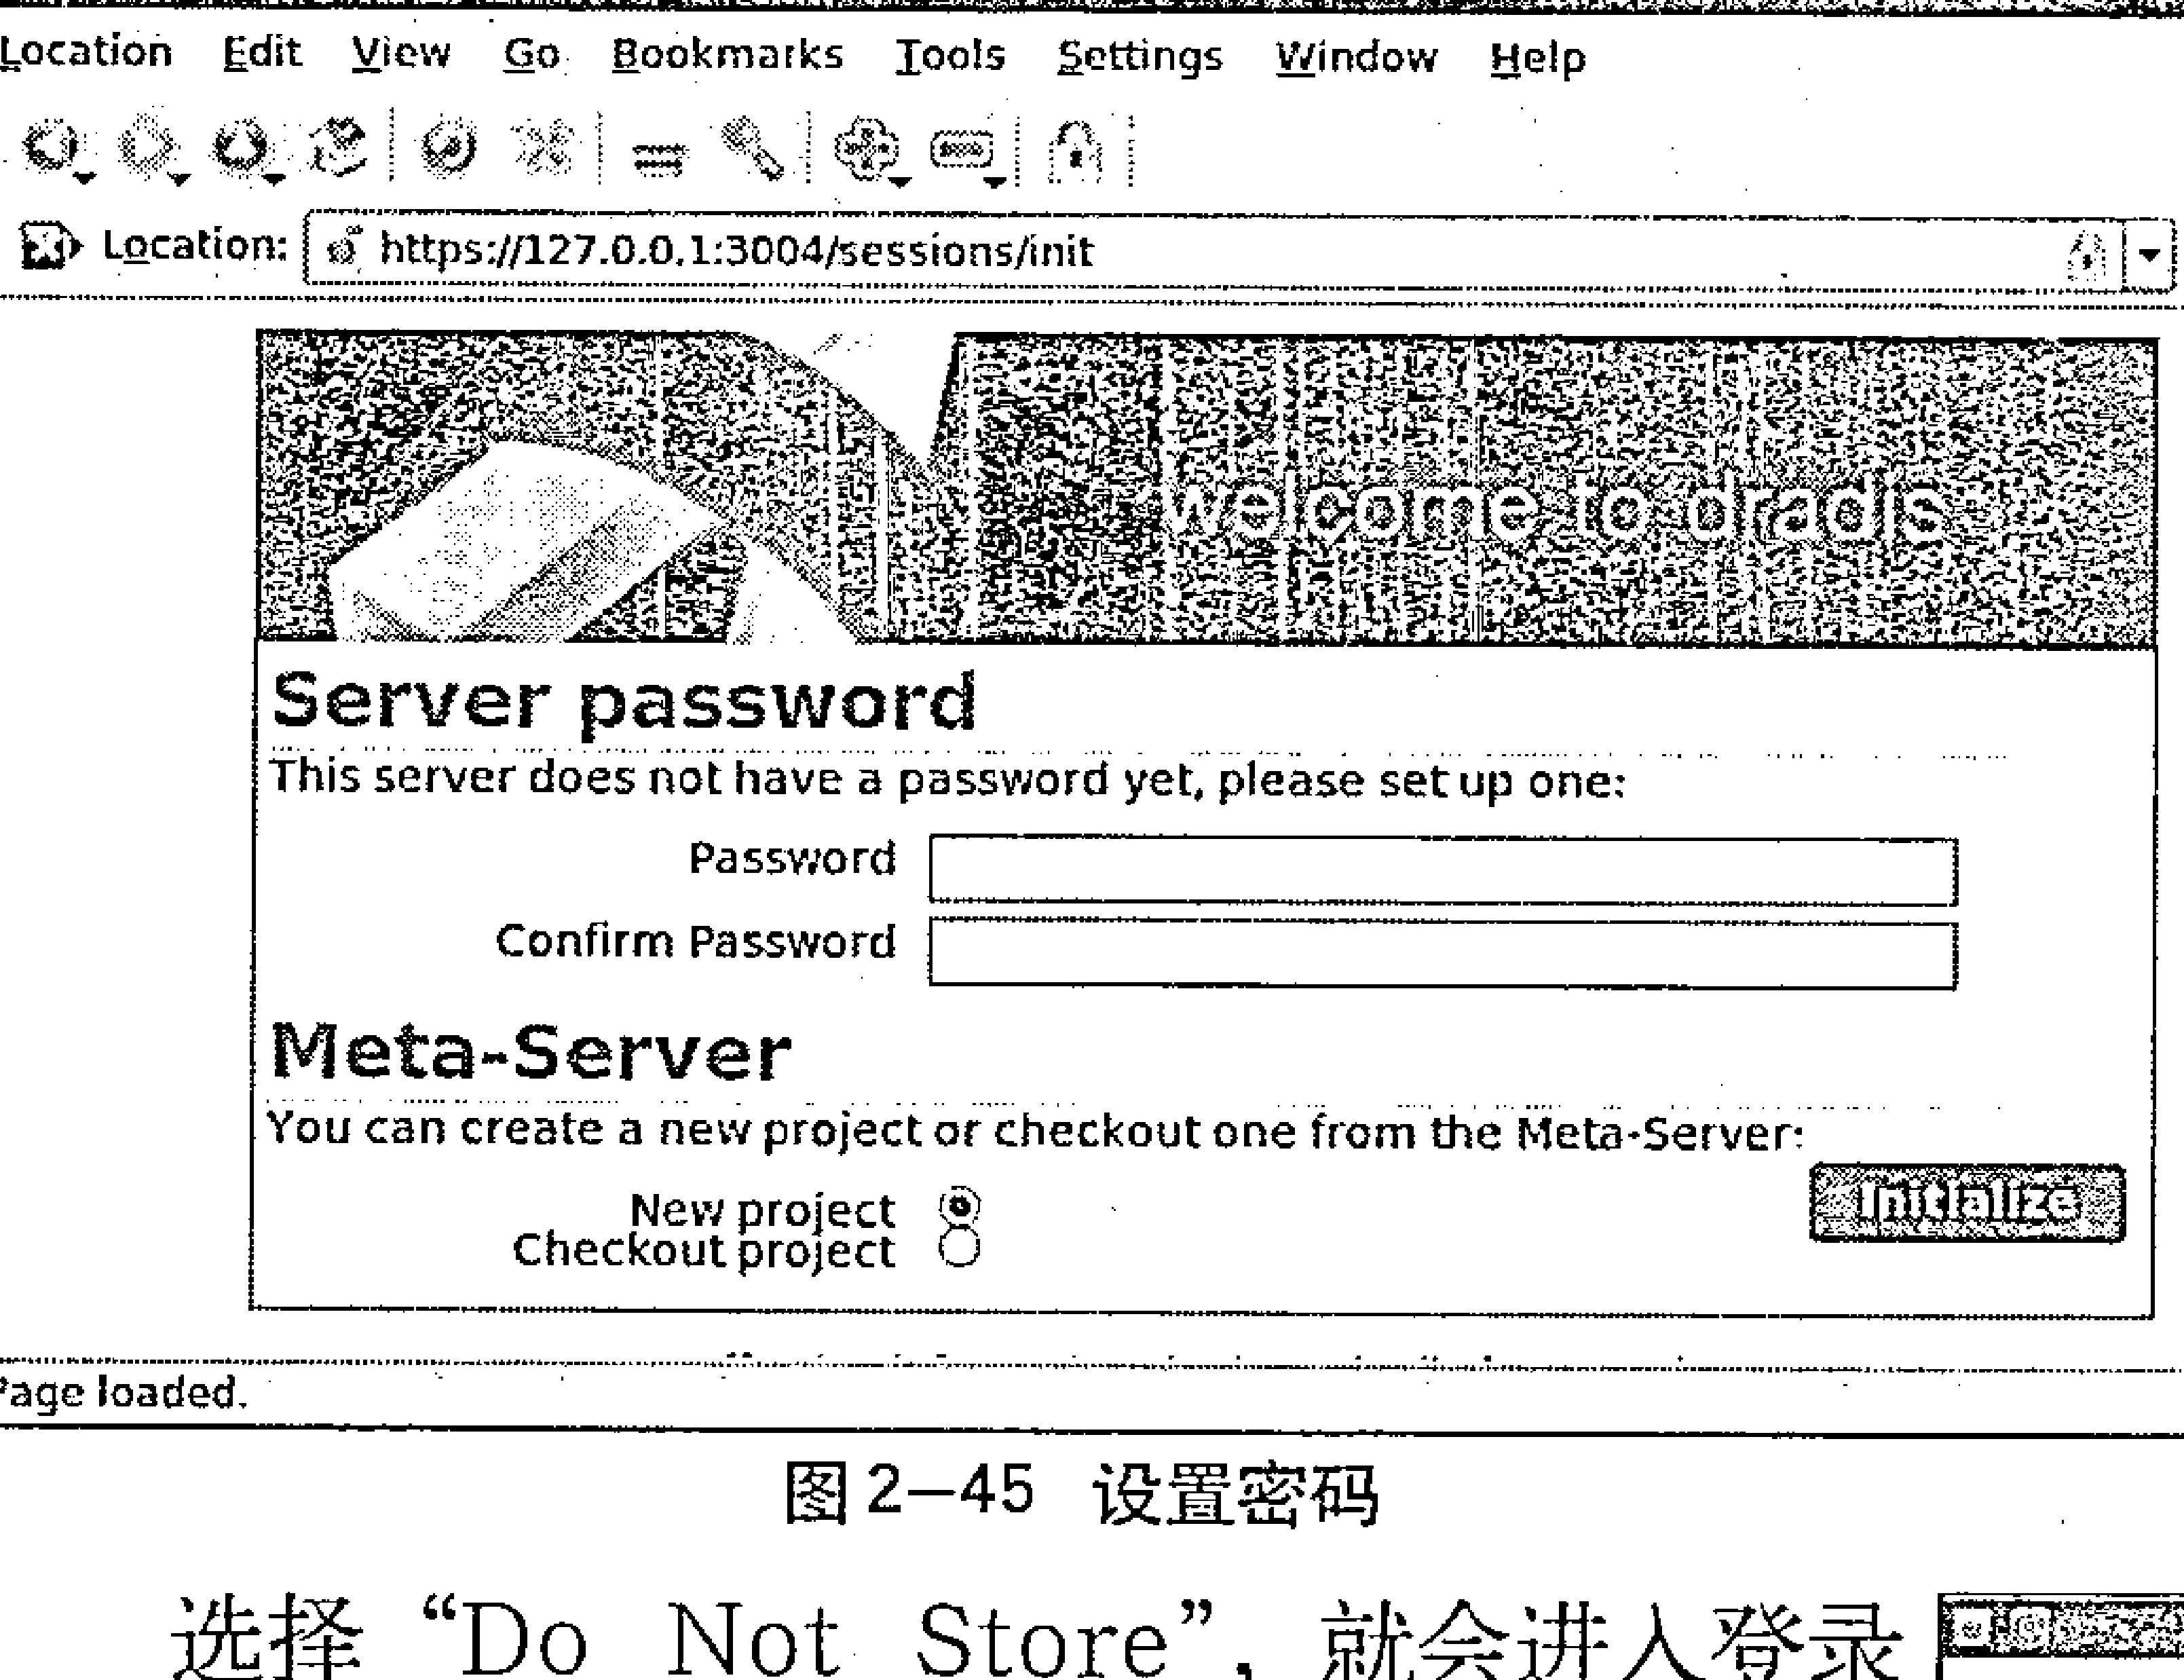 Location Edit View Go Bookmarks Tools Settings Window Help
Location: https://127.0.0.1:3004/sessions/init
welcome to dradis
Server password
This server does not have a password yet, please set up one:
Password
Confirm Password
Meta-Server
You can create a new project or checkout one from the Meta-Server:
New project
Initialize
Checkout project
Page loaded.
图2—45 设置密码
选择 “Do Not Store”, 就会进入登录